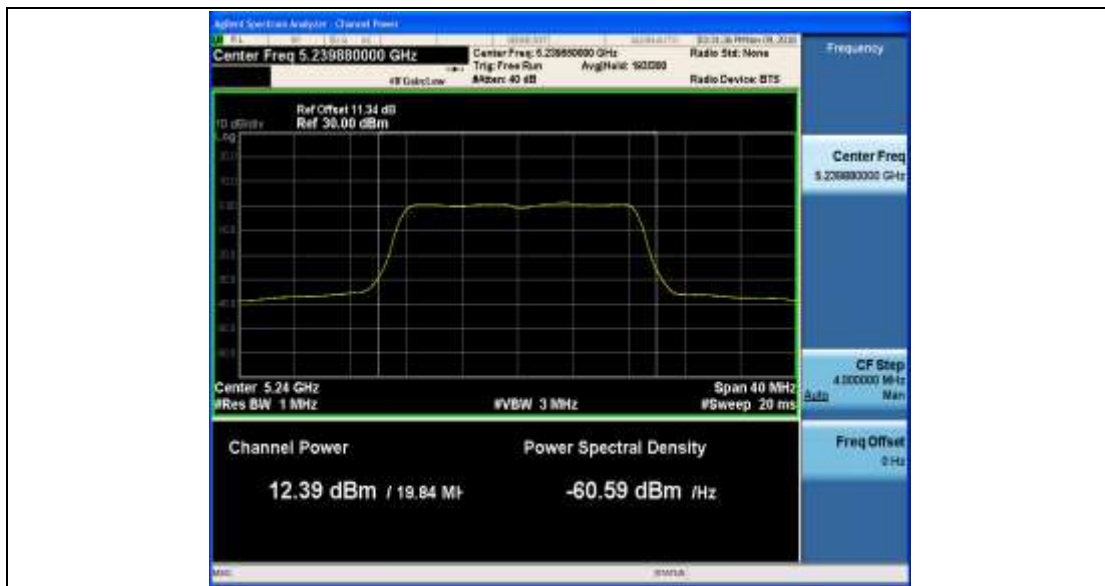 Agilent Spectrum Analyzer - Channel Power
Center Freq 5.239880000 GHz
#IFGain:Low
Center Freq: 5.239880000 GHz
Trig: Free Run
Avg|Hold:
#Atten: 40 dB
Radio Std: None
Radio Device: BTS
Ref Offset 11.34 dB
10 dB/div
Ref 30.00 dBm
Log
Center 5.24 GHz
Span 40 MHz
#Res BW 1 MHz
#VBW 3 MHz
#Sweep 20 ms
Channel Power
Power Spectral Density
12.39 dBm / 19.84 MH
-60.59 dBm /Hz
Frequency
Center Freq
5.239880000 GHz
CF Step
4.000000 MHz
Auto Man
Freq Offset
0 Hz
MSG
STATUS